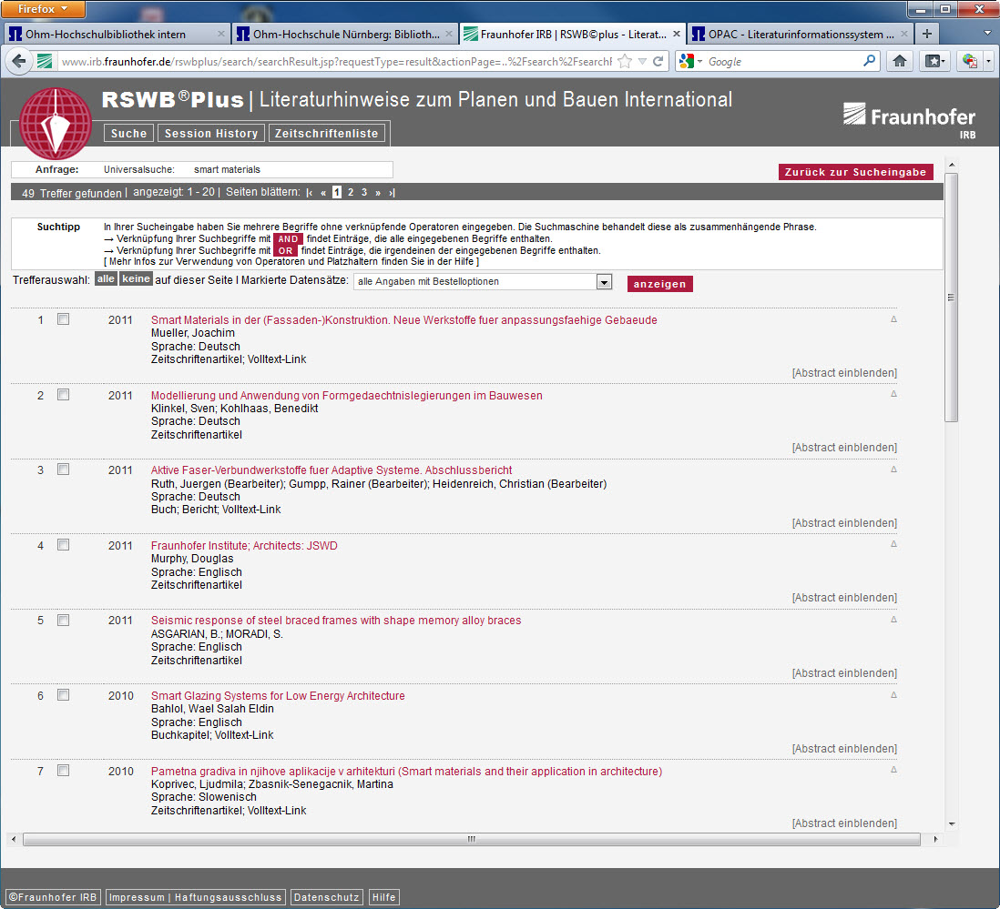 Firefox
Ohm-Hochschulbibliothek intern
Ohm-Hochschule Nürnberg: Biblioth...
Fraunhofer IRB | RSWB©plus - Literat...
OPAC - Literaturinformationssystem ...
www.irb.fraunhofer.de/rswbplus/search/searchResult.jsp?requestType=result&actionPage=..%2Fsearch%2FsearchF
Google
RSWB®Plus | Literaturhinweise zum Planen und Bauen International
Fraunhofer
IRB
Suche Session History Zeitschriftenliste
Anfrage: Universalsuche: smart materials
Zurück zur Sucheingabe
49 Treffer gefunden | angezeigt: 1 - 20 | Seiten blättern: |‹ « 1 2 3 » ›|
Suchtipp In Ihrer Sucheingabe haben Sie mehrere Begriffe ohne verknüpfende Operatoren eingegeben. Die Suchmaschine behandelt diese als zusammenhängende Phrase.
→ Verknüpfung Ihrer Suchbegriffe mit AND findet Einträge, die alle eingegebenen Begriffe enthalten.
→ Verknüpfung Ihrer Suchbegriffe mit OR findet Einträge, die irgendeinen der eingegebenen Begriffe enthalten.
[ Mehr Infos zur Verwendung von Operatoren und Platzhaltern finden Sie in der Hilfe ]
Trefferauswahl: alle keine auf dieser Seite I Markierte Datensätze: alle Angaben mit Bestelloptionen anzeigen
1 2011 Smart Materials in der (Fassaden-)Konstruktion. Neue Werkstoffe fuer anpassungsfaehige Gebaeude
Mueller, Joachim
Sprache: Deutsch
Zeitschriftenartikel; Volltext-Link
[Abstract einblenden]
2 2011 Modellierung und Anwendung von Formgedaechtnislegierungen im Bauwesen
Klinkel, Sven; Kohlhaas, Benedikt
Sprache: Deutsch
Zeitschriftenartikel
[Abstract einblenden]
3 2011 Aktive Faser-Verbundwerkstoffe fuer Adaptive Systeme. Abschlussbericht
Ruth, Juergen (Bearbeiter); Gumpp, Rainer (Bearbeiter); Heidenreich, Christian (Bearbeiter)
Sprache: Deutsch
Buch; Bericht; Volltext-Link
[Abstract einblenden]
4 2011 Fraunhofer Institute; Architects: JSWD
Murphy, Douglas
Sprache: Englisch
Zeitschriftenartikel
[Abstract einblenden]
5 2011 Seismic response of steel braced frames with shape memory alloy braces
ASGARIAN, B.; MORADI, S.
Sprache: Englisch
Zeitschriftenartikel
[Abstract einblenden]
6 2010 Smart Glazing Systems for Low Energy Architecture
Bahlol, Wael Salah Eldin
Sprache: Englisch
Buchkapitel; Volltext-Link
[Abstract einblenden]
7 2010 Pametna gradiva in njihove aplikacije v arhitekturi (Smart materials and their application in architecture)
Koprivec, Ljudmila; Zbasnik-Senegacnik, Martina
Sprache: Slowenisch
Zeitschriftenartikel; Volltext-Link
[Abstract einblenden]
©Fraunhofer IRB Impressum | Haftungsausschluss Datenschutz Hilfe